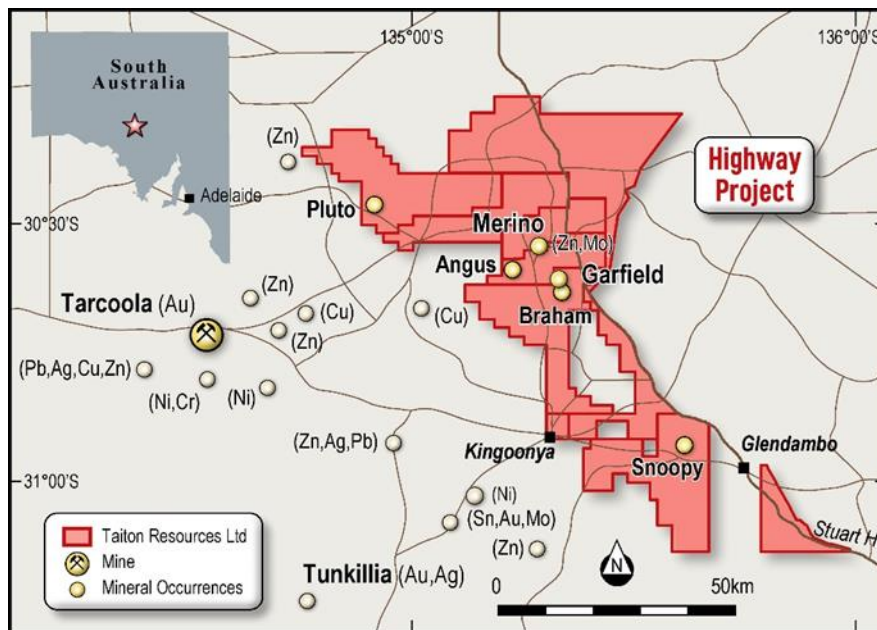 135°00'S
136°00'S
South
Australia
Adelaide
(Zn)
Highway
Project
Pluto
30°30'S
Merino
(Zn,Mo)
Angus
Garfield
Braham
(Zn)
Tarcoola (Au)
(Cu)
(Cu)
(Zn)
(Pb,Ag,Cu,Zn)
(Ni,Cr)
(Ni)
(Zn,Ag,Pb)
Kingoonya
Glendambo
Snoopy
31°00'S
(Ni)
(Sn,Au,Mo)
(Zn)
Stuart H
Taiton Resources Ltd
Mine
Mineral Occurrences
Tunkillia (Au,Ag)
N
0
50km